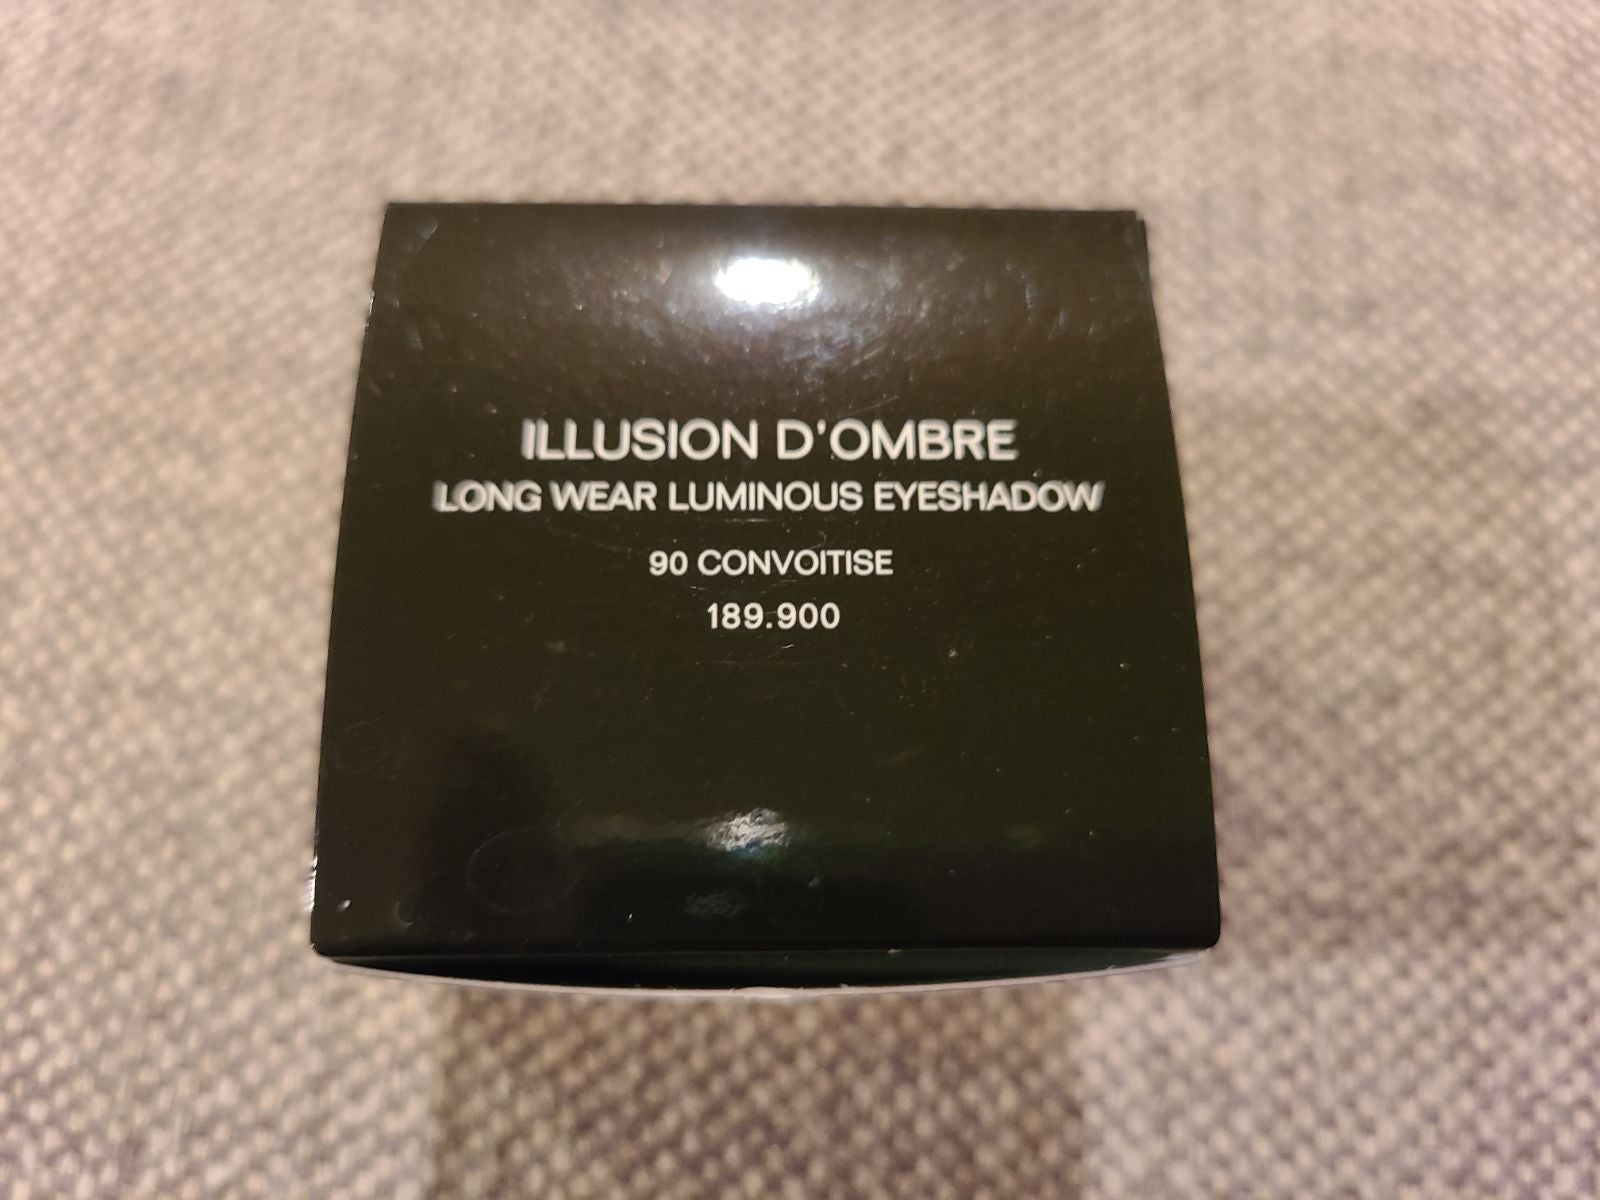 ILLUSION D'OMBRE
LONG WEAR LUMINOUS EYESHADOW
90 CONVOITISE
189.900